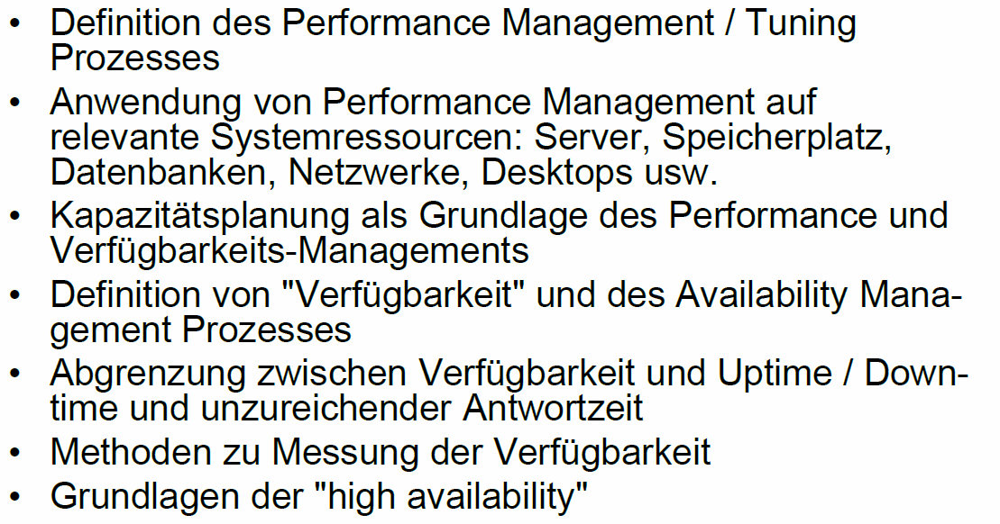 • Definition des Performance Management / Tuning
Prozesses
• Anwendung von Performance Management auf
relevante Systemressourcen: Server, Speicherplatz,
Datenbanken, Netzwerke, Desktops usw.
• Kapazitätsplanung als Grundlage des Performance und
Verfügbarkeits-Managements
• Definition von "Verfügbarkeit" und des Availability Mana-
gement Prozesses
• Abgrenzung zwischen Verfügbarkeit und Uptime / Down-
time und unzureichender Antwortzeit
• Methoden zu Messung der Verfügbarkeit
• Grundlagen der "high availability"